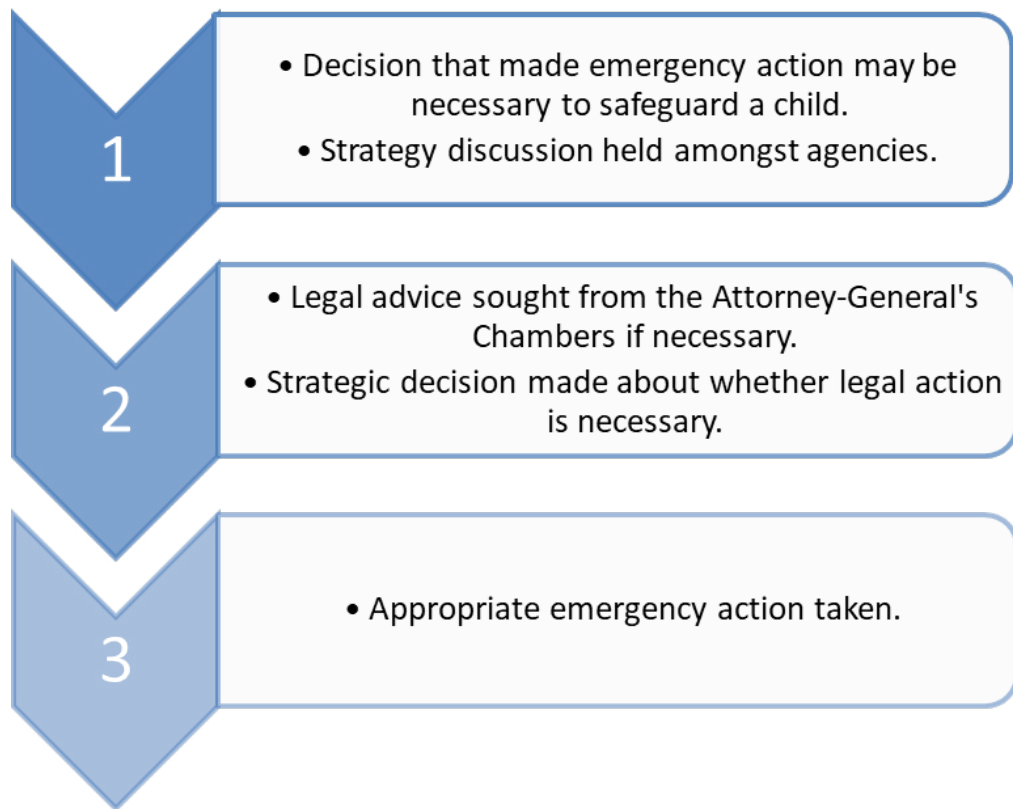 1
• Decision that made emergency action may be
necessary to safeguard a child.
• Strategy discussion held amongst agencies.
2
• Legal advice sought from the Attorney-General's
Chambers if necessary.
• Strategic decision made about whether legal action
is necessary.
3
• Appropriate emergency action taken.